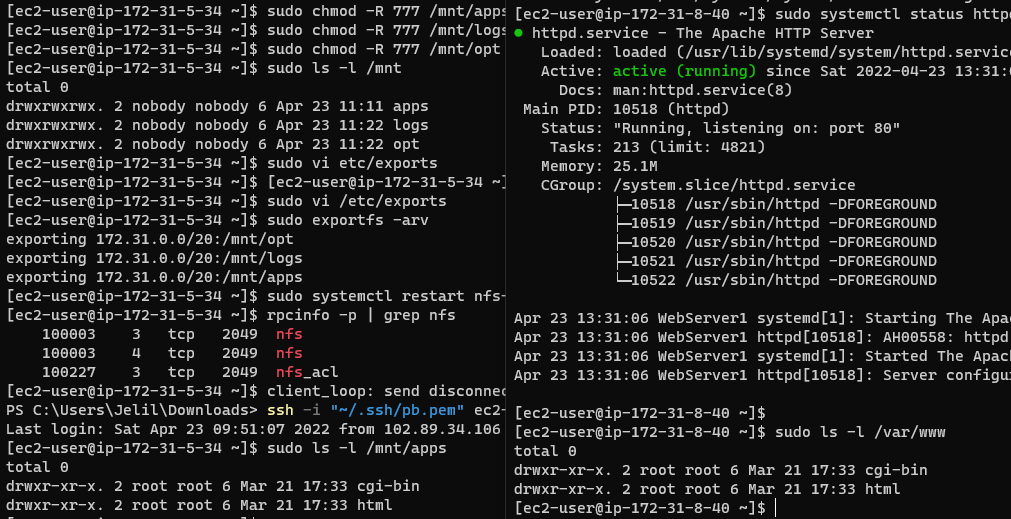 [ec2-user@ip-172-31-5-34 ~]$ sudo chmod -R 777 /mnt/apps
[ec2-user@ip-172-31-5-34 ~]$ sudo chmod -R 777 /mnt/logs
[ec2-user@ip-172-31-5-34 ~]$ sudo chmod -R 777 /mnt/opt
[ec2-user@ip-172-31-5-34 ~]$ sudo ls -l /mnt
total 0
drwxrwxrwx. 2 nobody nobody 6 Apr 23 11:11 apps
drwxrwxrwx. 2 nobody nobody 6 Apr 23 11:22 logs
drwxrwxrwx. 2 nobody nobody 6 Apr 23 11:22 opt
[ec2-user@ip-172-31-5-34 ~]$ sudo vi etc/exports
[ec2-user@ip-172-31-5-34 ~]$ [ec2-user@ip-172-31-5-34 ~]
[ec2-user@ip-172-31-5-34 ~]$ sudo vi /etc/exports
[ec2-user@ip-172-31-5-34 ~]$ sudo exportfs -arv
exporting 172.31.0.0/20:/mnt/opt
exporting 172.31.0.0/20:/mnt/logs
exporting 172.31.0.0/20:/mnt/apps
[ec2-user@ip-172-31-5-34 ~]$ sudo systemctl restart nfs-
[ec2-user@ip-172-31-5-34 ~]$ rpcinfo -p | grep nfs
    100003    3   tcp   2049  nfs
    100003    4   tcp   2049  nfs
    100227    3   tcp   2049  nfs_acl
[ec2-user@ip-172-31-5-34 ~]$ client_loop: send disconnec
PS C:\Users\Jelil\Downloads> ssh -i "~/.ssh/pb.pem" ec2-
Last login: Sat Apr 23 09:51:07 2022 from 102.89.34.106
[ec2-user@ip-172-31-5-34 ~]$ sudo ls -l /mnt/apps
total 0
drwxr-xr-x. 2 root root 6 Mar 21 17:33 cgi-bin
drwxr-xr-x. 2 root root 6 Mar 21 17:33 html
[ec2-user@ip-172-31-8-40 ~]$ sudo systemctl status httpd
● httpd.service - The Apache HTTP Server
   Loaded: loaded (/usr/lib/systemd/system/httpd.servic
   Active: active (running) since Sat 2022-04-23 13:31:0
     Docs: man:httpd.service(8)
 Main PID: 10518 (httpd)
   Status: "Running, listening on: port 80"
    Tasks: 213 (limit: 4821)
   Memory: 25.1M
   CGroup: /system.slice/httpd.service
           ├─10518 /usr/sbin/httpd -DFOREGROUND
           ├─10519 /usr/sbin/httpd -DFOREGROUND
           ├─10520 /usr/sbin/httpd -DFOREGROUND
           ├─10521 /usr/sbin/httpd -DFOREGROUND
           └─10522 /usr/sbin/httpd -DFOREGROUND
Apr 23 13:31:06 WebServer1 systemd[1]: Starting The Apac
Apr 23 13:31:06 WebServer1 httpd[10518]: AH00558: httpd
Apr 23 13:31:06 WebServer1 systemd[1]: Started The Apach
Apr 23 13:31:06 WebServer1 httpd[10518]: Server configu
[ec2-user@ip-172-31-8-40 ~]$
[ec2-user@ip-172-31-8-40 ~]$ sudo ls -l /var/www
total 0
drwxr-xr-x. 2 root root 6 Mar 21 17:33 cgi-bin
drwxr-xr-x. 2 root root 6 Mar 21 17:33 html
[ec2-user@ip-172-31-8-40 ~]$